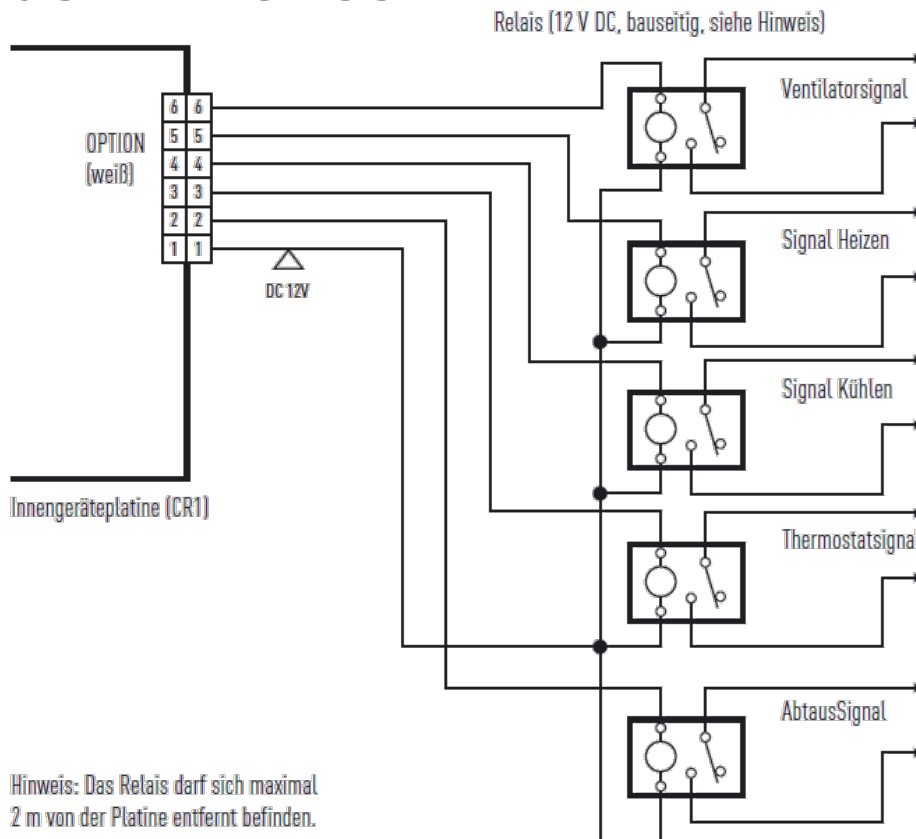 Relais (12 V DC, bauseitig, siehe Hinweis)
Ventilatorsignal
6 6
5 5
4 4
3 3
2 2
1 1
OPTION
(weiß)
DC 12V
Signal Heizen
Signal Kühlen
Innengeräteplatine (CR1)
Thermostatsignal
AbtausSignal
Hinweis: Das Relais darf sich maximal
2 m von der Platine entfernt befinden.